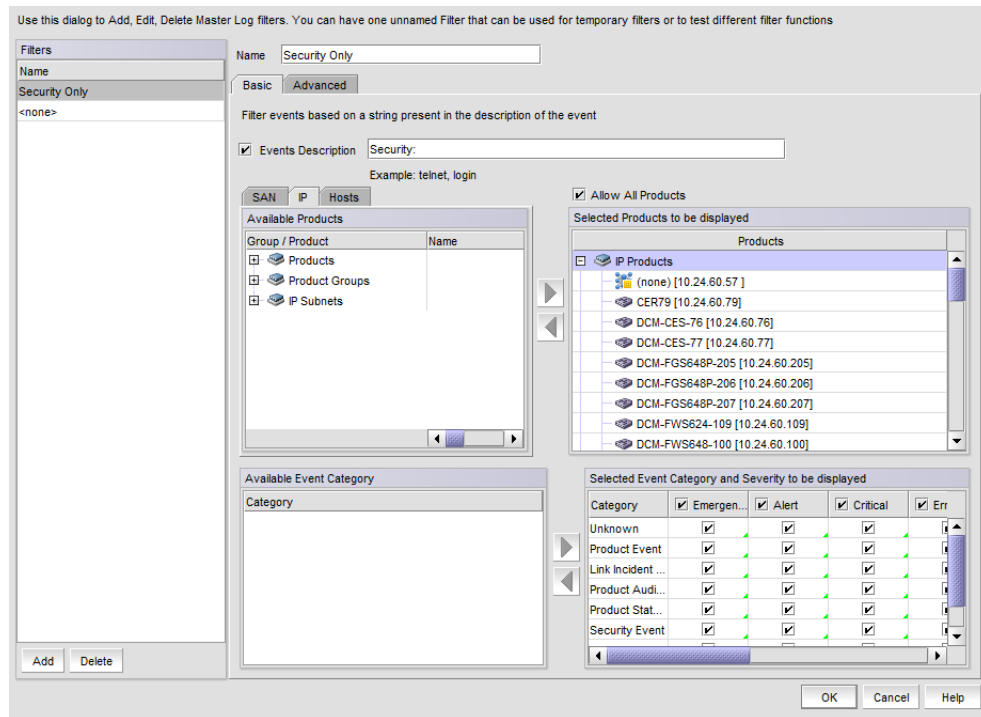 Use this dialog to Add, Edit, Delete Master Log filters. You can have one unnamed Filter that can be used for temporary filters or to test different filter functions
Filters
Name
Security Only
<none>
Add
Delete
Name
Security Only
Basic
Advanced
Filter events based on a string present in the description of the event
Events Description
Security:
Example: telnet, login
SAN
IP
Hosts
Available Products
Group / Product
Name
Products
Product Groups
IP Subnets
Allow All Products
Selected Products to be displayed
Products
IP Products
(none) [10.24.60.57 ]
CER79 [10.24.60.79]
DCM-CES-76 [10.24.60.76]
DCM-CES-77 [10.24.60.77]
DCM-FGS648P-205 [10.24.60.205]
DCM-FGS648P-206 [10.24.60.206]
DCM-FGS648P-207 [10.24.60.207]
DCM-FWS624-109 [10.24.60.109]
DCM-FWS648-100 [10.24.60.100]
Available Event Category
Category
Selected Event Category and Severity to be displayed
Category
Emergen...
Alert
Critical
Err
Unknown
Product Event
Link Incident ...
Product Audi...
Product Stat...
Security Event
OK
Cancel
Help